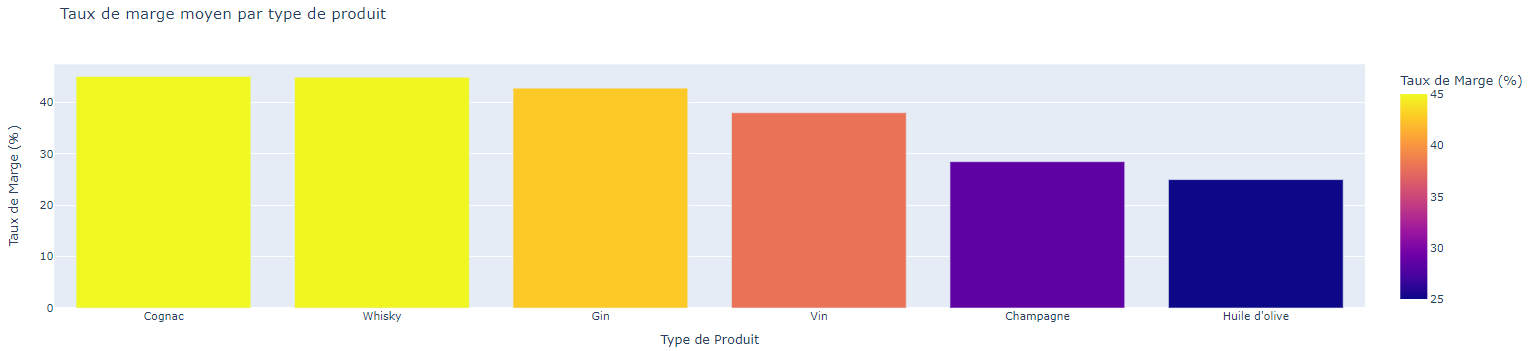 Taux de marge moyen par type de produit
Taux de Marge (%)
40
30
20
10
0
Cognac
Whisky
Gin
Vin
Champagne
Huile d'olive
Type de Produit
Taux de Marge (%)
45
40
35
30
25